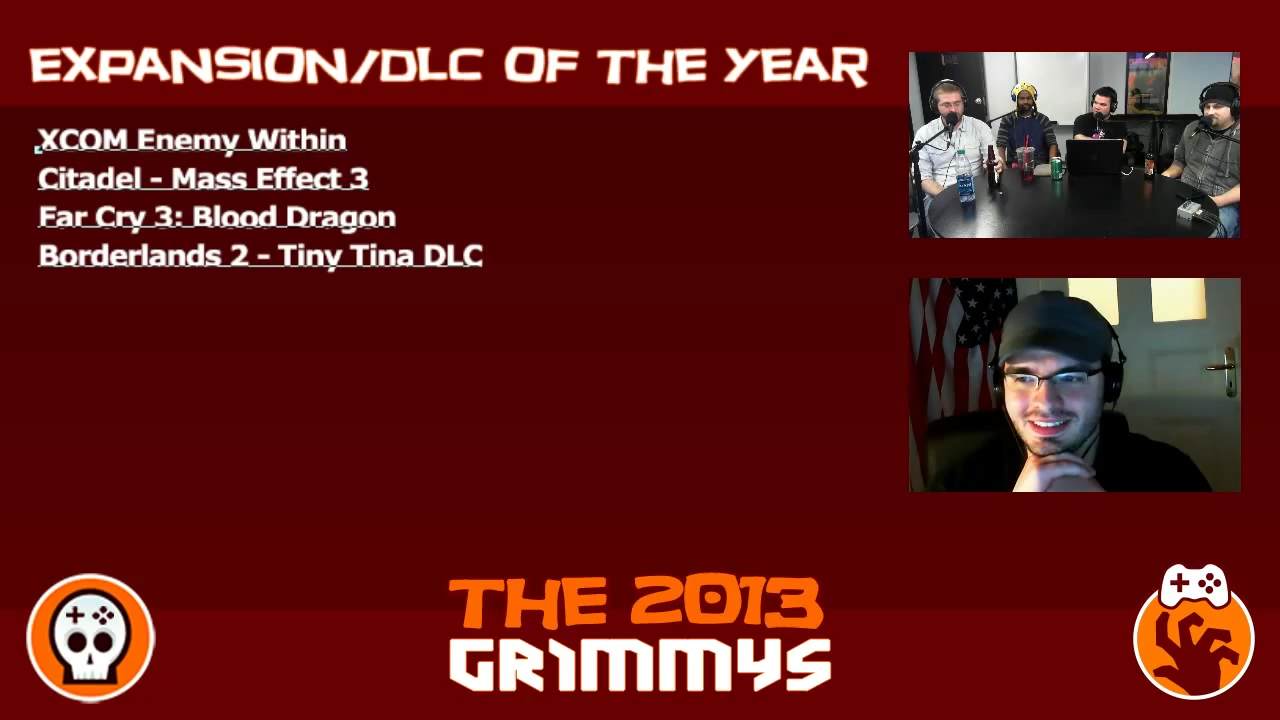 EXPANSION/DLC OF THE YEAR
XCOM Enemy Within
Citadel - Mass Effect 3
Far Cry 3: Blood Dragon
Borderlands 2 - Tiny Tina DLC
THE 2013
GR1MM4S